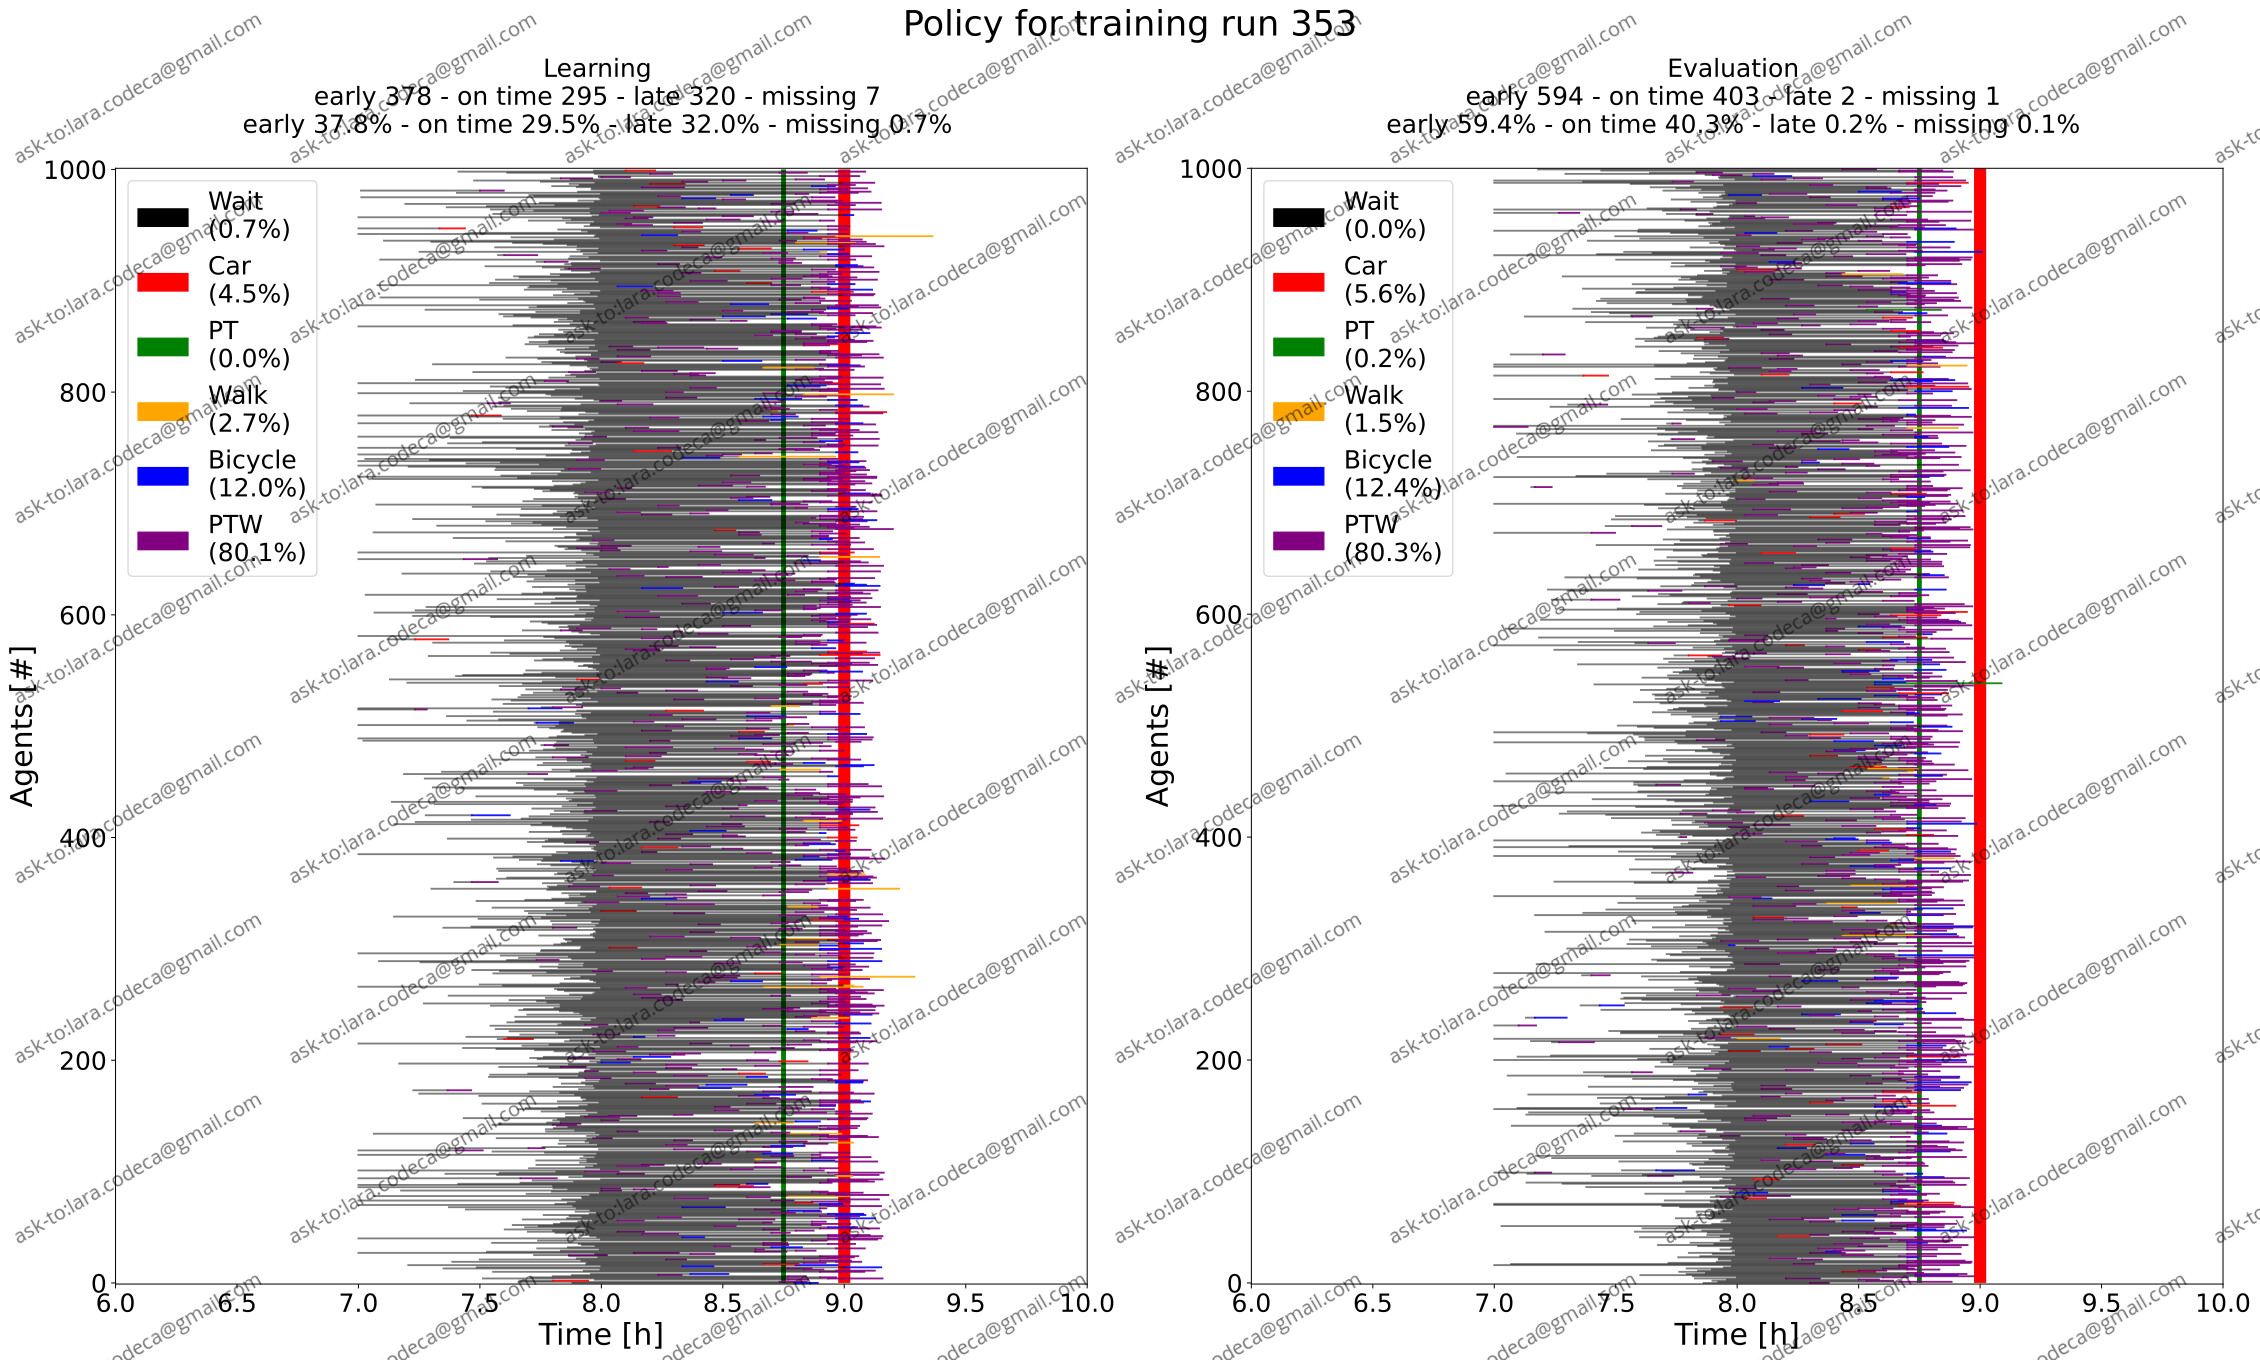 Policy for training run 353
Learning
early 378 - on time 295 - late 320 - missing 7
early 37.8% - on time 29.5% - late 32.0% - missing 0.7%
Wait
(0.7%)
Car
(4.5%)
PT
(0.0%)
Walk
(2.7%)
Bicycle
(12.0%)
PTW
(80.1%)
1000
800
600
400
200
0
Agents [#]
6.0 6.5 7.0 7.5 8.0 8.5 9.0 9.5 10.0
Time [h]
Evaluation
early 594 - on time 403 - late 2 - missing 1
early 59.4% - on time 40.3% - late 0.2% - missing 0.1%
Wait
(0.0%)
Car
(5.6%)
PT
(0.2%)
Walk
(1.5%)
Bicycle
(12.4%)
PTW
(80.3%)
1000
800
600
400
200
0
Agents [#]
6.0 6.5 7.0 7.5 8.0 8.5 9.0 9.5 10.0
Time [h]
ask-to:lara.codeca@gmail.com